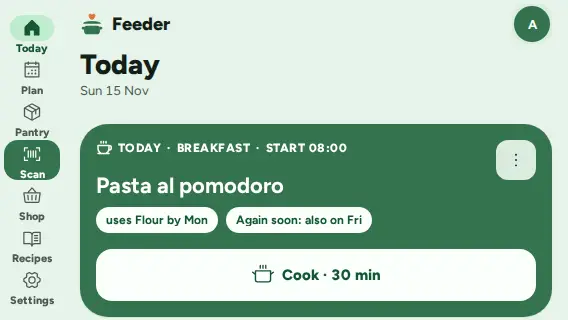 Today
Plan
Pantry
Scan
Shop
Recipes
Settings
Feeder
A
Today
Sun 15 Nov
TODAY · BREAKFAST · START 08:00
Pasta al pomodoro
uses Flour by Mon
Again soon: also on Fri
Cook · 30 min